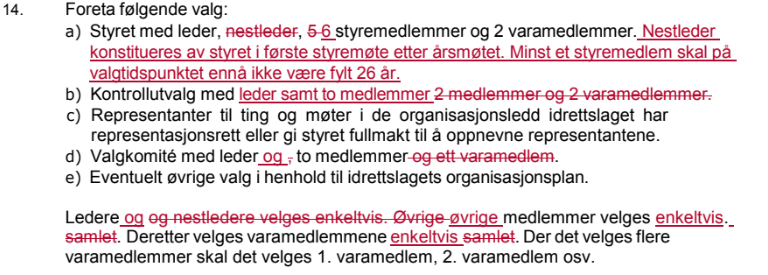 14. Foreta følgende valg:
a) Styret med leder, nestleder, 5 6 styremedlemmer og 2 varamedlemmer. Nestleder
konstitueres av styret i første styremøte etter årsmøtet. Minst et styremedlem skal på
valgtidspunktet ennå ikke være fylt 26 år.
b) Kontrollutvalg med leder samt to medlemmer 2 medlemmer og 2 varamedlemmer.
c) Representanter til ting og møter i de organisasjonsledd idrettslaget har
representasjonsrett eller gi styret fullmakt til å oppnevne representantene.
d) Valgkomité med leder og , to medlemmer og ett varamedlem.
e) Eventuelt øvrige valg i henhold til idrettslagets organisasjonsplan.
Ledere og og nestledere velges enkeltvis. Øvrige øvrige medlemmer velges enkeltvis.
samlet. Deretter velges varamedlemmene enkeltvis samlet. Der det velges flere
varamedlemmer skal det velges 1. varamedlem, 2. varamedlem osv.